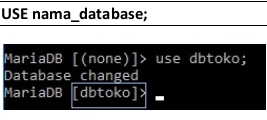 USE nama_database;
MariaDB [(none)]> use dbtoko;
Database changed
MariaDB [dbtoko]> _